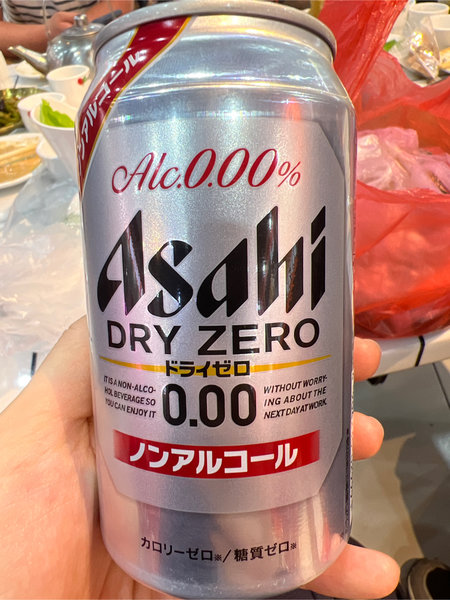 ノンアルコール
Alc.0.00%
Asahi
DRY ZERO
ドライゼロ
IT IS A NON-ALCO-
HOL BEVERAGE SO
YOU CAN ENJOY IT
0.00
WITHOUT WORRY-
ING ABOUT THE
NEXT DAY AT WORK.
ノンアルコール
カロリーゼロ※/糖質ゼロ※